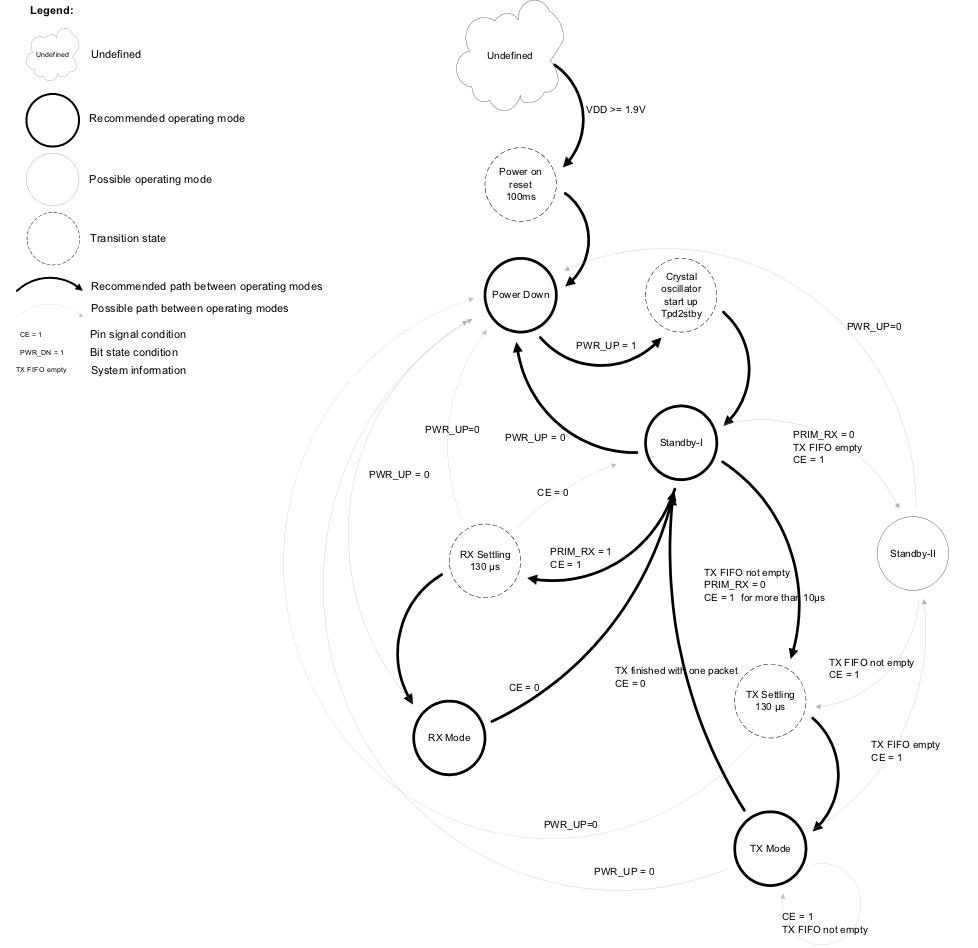 Legend:
Undefined
Undefined
Recommended operating mode
Possible operating mode
Transition state
Recommended path between operating modes
Possible path between operating modes
CE = 1
Pin signal condition
PWR_DN = 1
Bit state condition
TX FIFO empty
System information
Undefined
VDD >= 1.9V
Power on
reset
100ms
Power Down
Crystal
oscillator
start up
Tpd2stby
PWR_UP=0
PWR_UP = 1
PWR_UP=0
PWR_UP = 0
Standby-I
PRIM_RX = 0
TX FIFO empty
CE = 1
PWR_UP = 0
CE = 0
RX Settling
130 µs
PRIM_RX = 1
CE = 1
Standby-II
TX FIFO not empty
PRIM_RX = 0
CE = 1 for more than 10µs
TX finished with one packet
CE = 0
TX FIFO not empty
CE = 1
CE = 0
TX Settling
130 µs
RX Mode
TX FIFO empty
CE = 1
PWR_UP=0
TX Mode
PWR_UP = 0
CE = 1
TX FIFO not empty